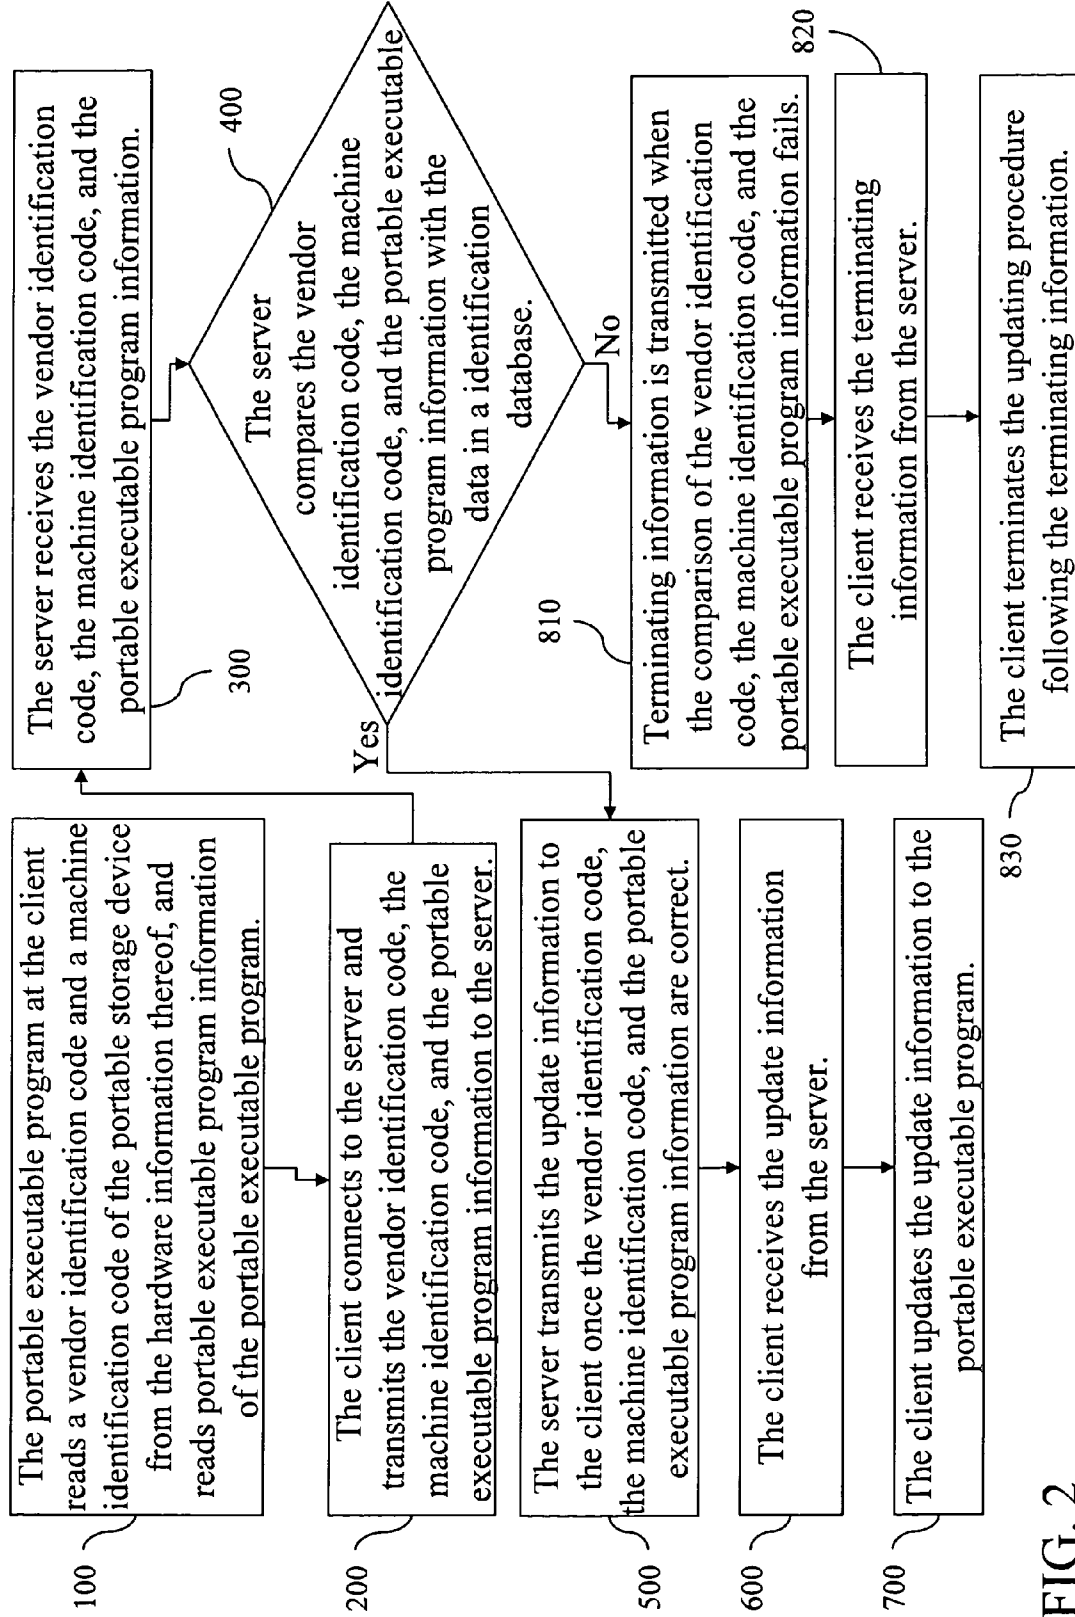 100
The portable executable program at the client
reads a vendor identification code and a machine
identification code of the portable storage device
from the hardware information thereof, and
reads portable executable program information
of the portable executable program.
200
The client connects to the server and
transmits the vendor identification code, the
machine identification code, and the portable
executable program information to the server.
300
The server receives the vendor identification
code, the machine identification code, and the
portable executable program information.
400
The server
compares the vendor
identification code, the machine
identification code, and the portable executable
program information with the
data in a identification
database.
Yes
No
500
The server transmits the update information to
the client once the vendor identification code,
the machine identification code, and the portable
executable program information are correct.
600
The client receives the update information
from the server.
700
The client updates the update information to the
portable executable program.
810
Terminating information is transmitted when
the comparison of the vendor identification
code, the machine identification code, and the
portable executable program information fails.
820
The client receives the terminating
information from the server.
830
The client terminates the updating procedure
following the terminating information.
FIG. 2